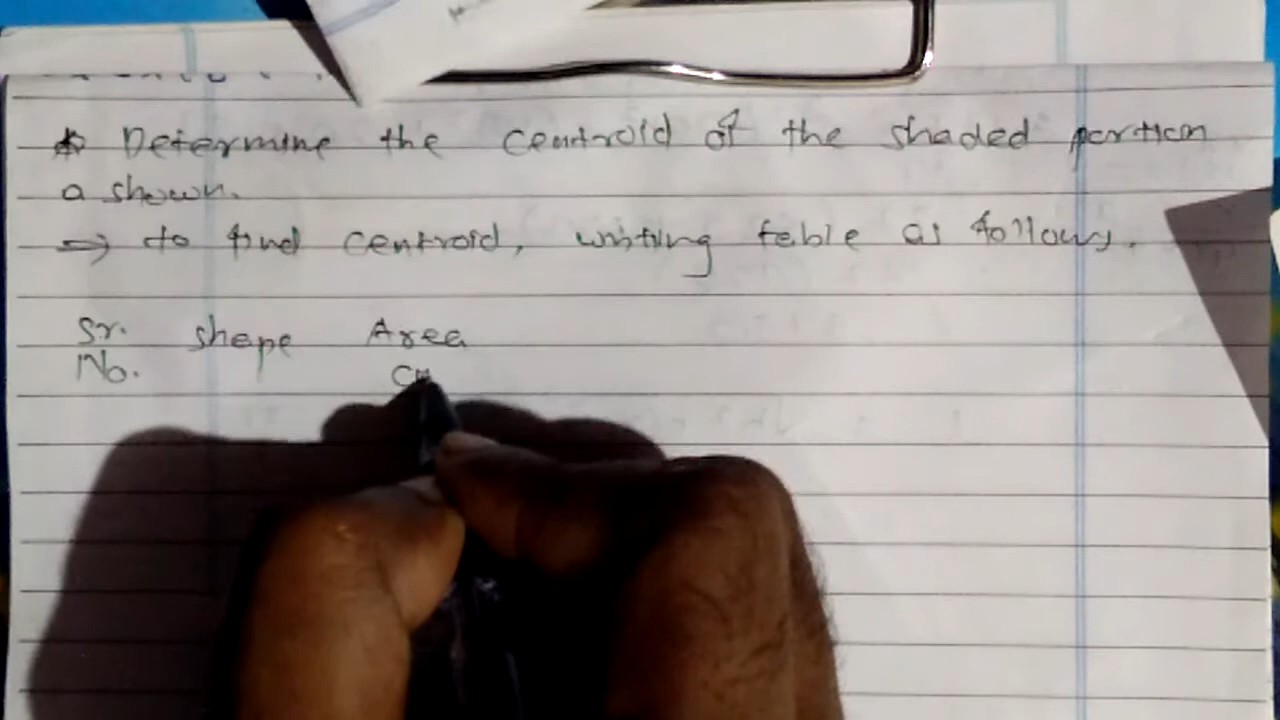 * Determine the centroid of the shaded portion
a shown.
⇒ to find centroid, writing table as follows.
Sr. shape Area
No. cm